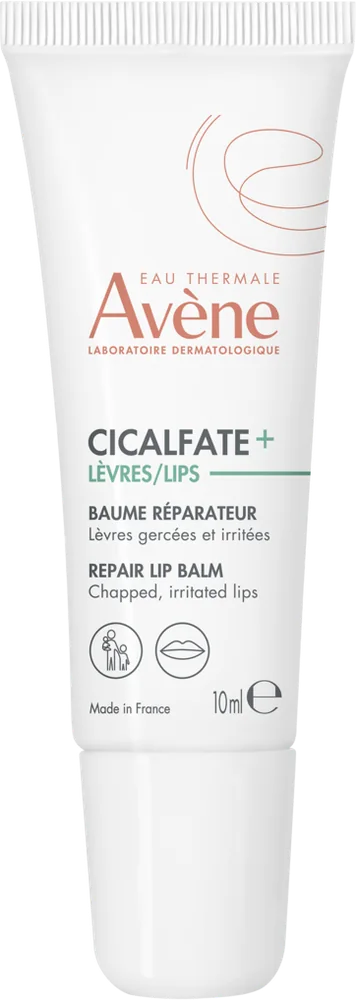 EAU THERMALE
Avène
LABORATOIRE DERMATOLOGIQUE
CICALFATE+
LÈVRES/LIPS
BAUME RÉPARATEUR
Lèvres gercées et irritées
REPAIR LIP BALM
Chapped, irritated lips
Made in France
10ml ℮